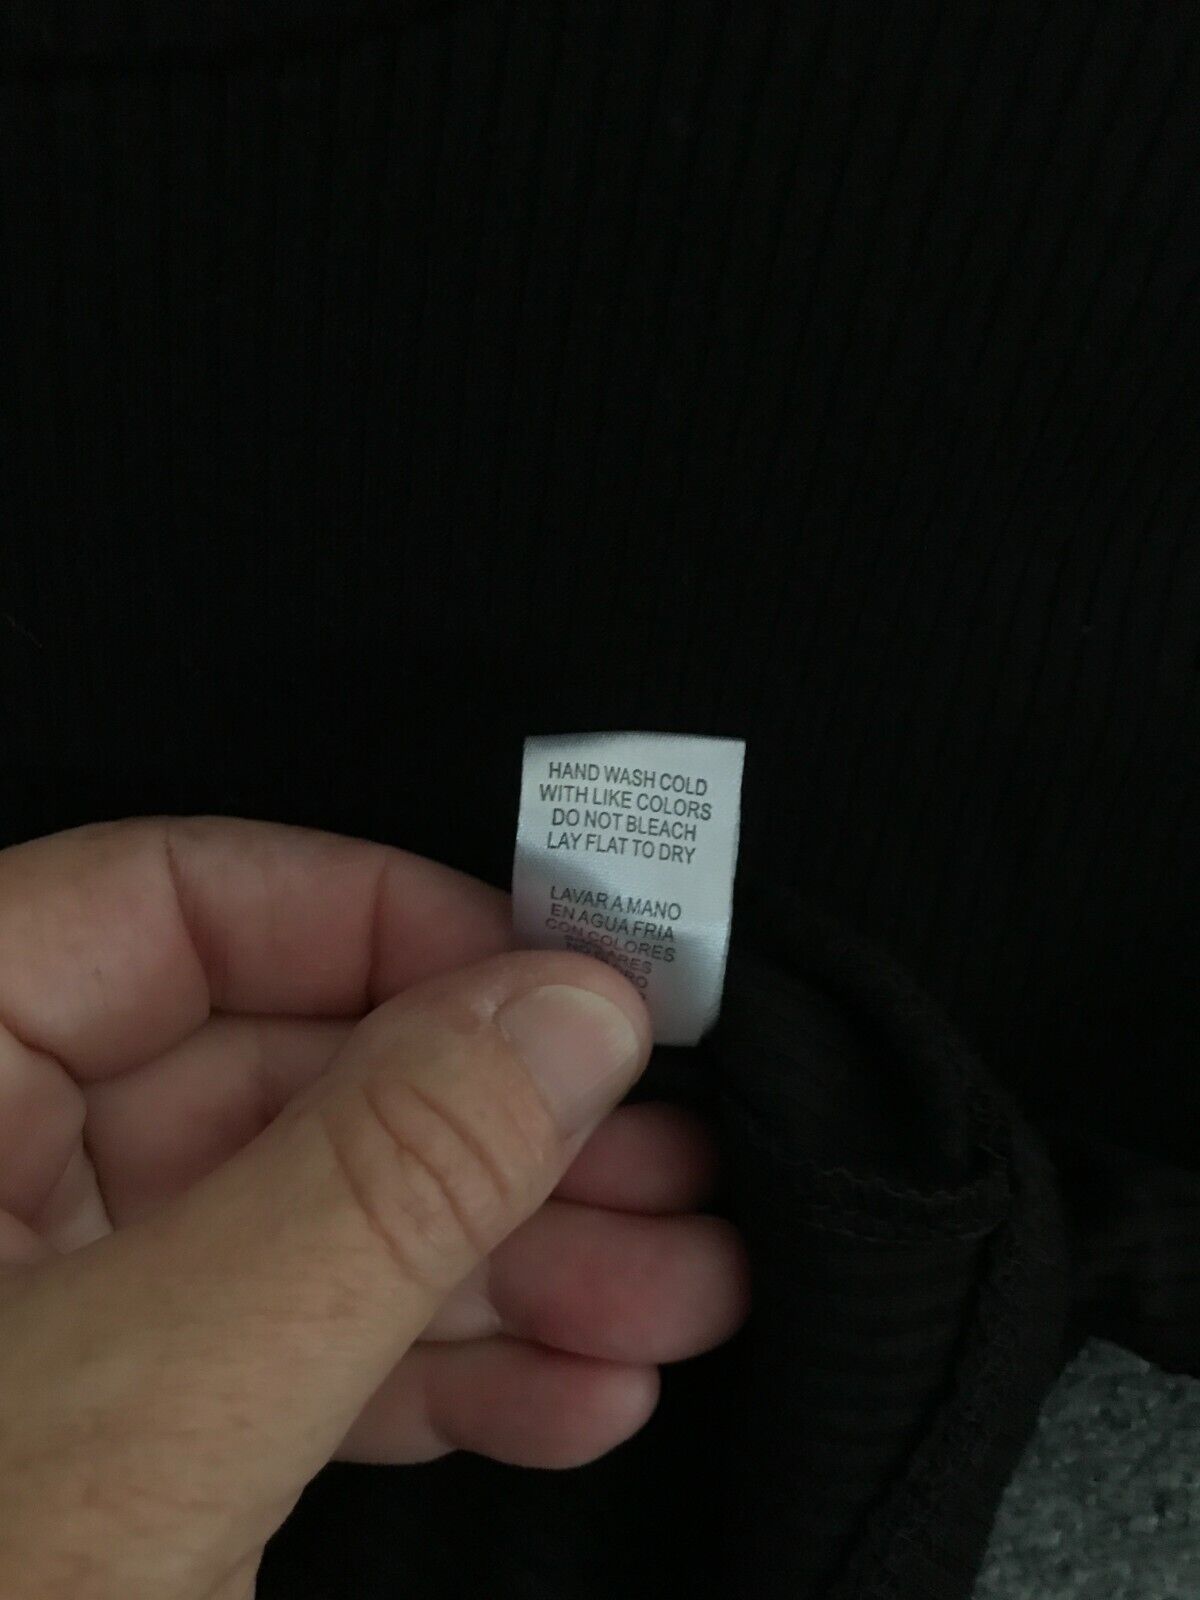 HAND WASH COLD
WITH LIKE COLORS
DO NOT BLEACH
LAY FLAT TO DRY
LAVAR A MANO
EN AGUA FRIA
CON COLORES